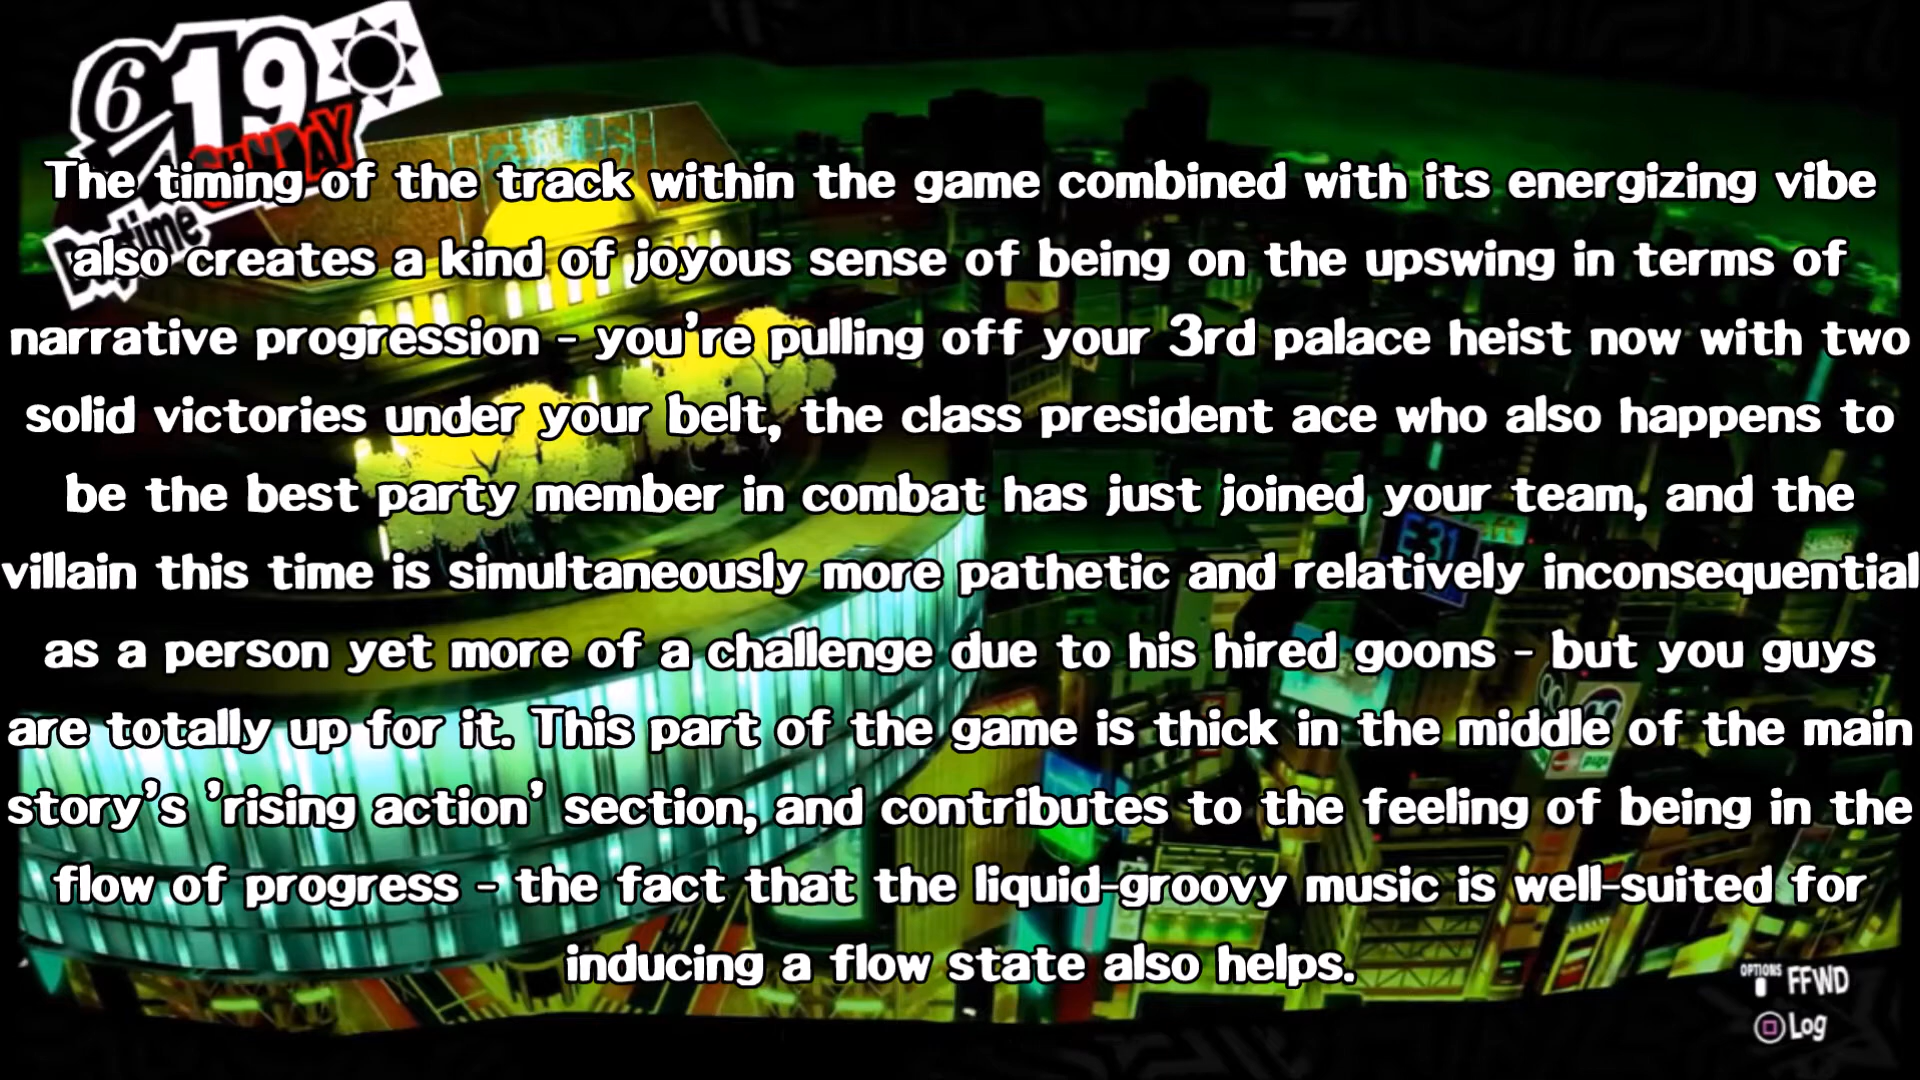 6/19
SUNDAY
Daytime
The timing of the track within the game combined with its energizing vibe
also creates a kind of joyous sense of being on the upswing in terms of
narrative progression - you're pulling off your 3rd palace heist now with two
solid victories under your belt, the class president ace who also happens to
be the best party member in combat has just joined your team, and the
villain this time is simultaneously more pathetic and relatively inconsequential
as a person yet more of a challenge due to his hired goons - but you guys
are totally up for it. This part of the game is thick in the middle of the main
story's 'rising action' section, and contributes to the feeling of being in the
flow of progress - the fact that the liquid-groovy music is well-suited for
inducing a flow state also helps.
E31
OPTIONS FFWD
Log